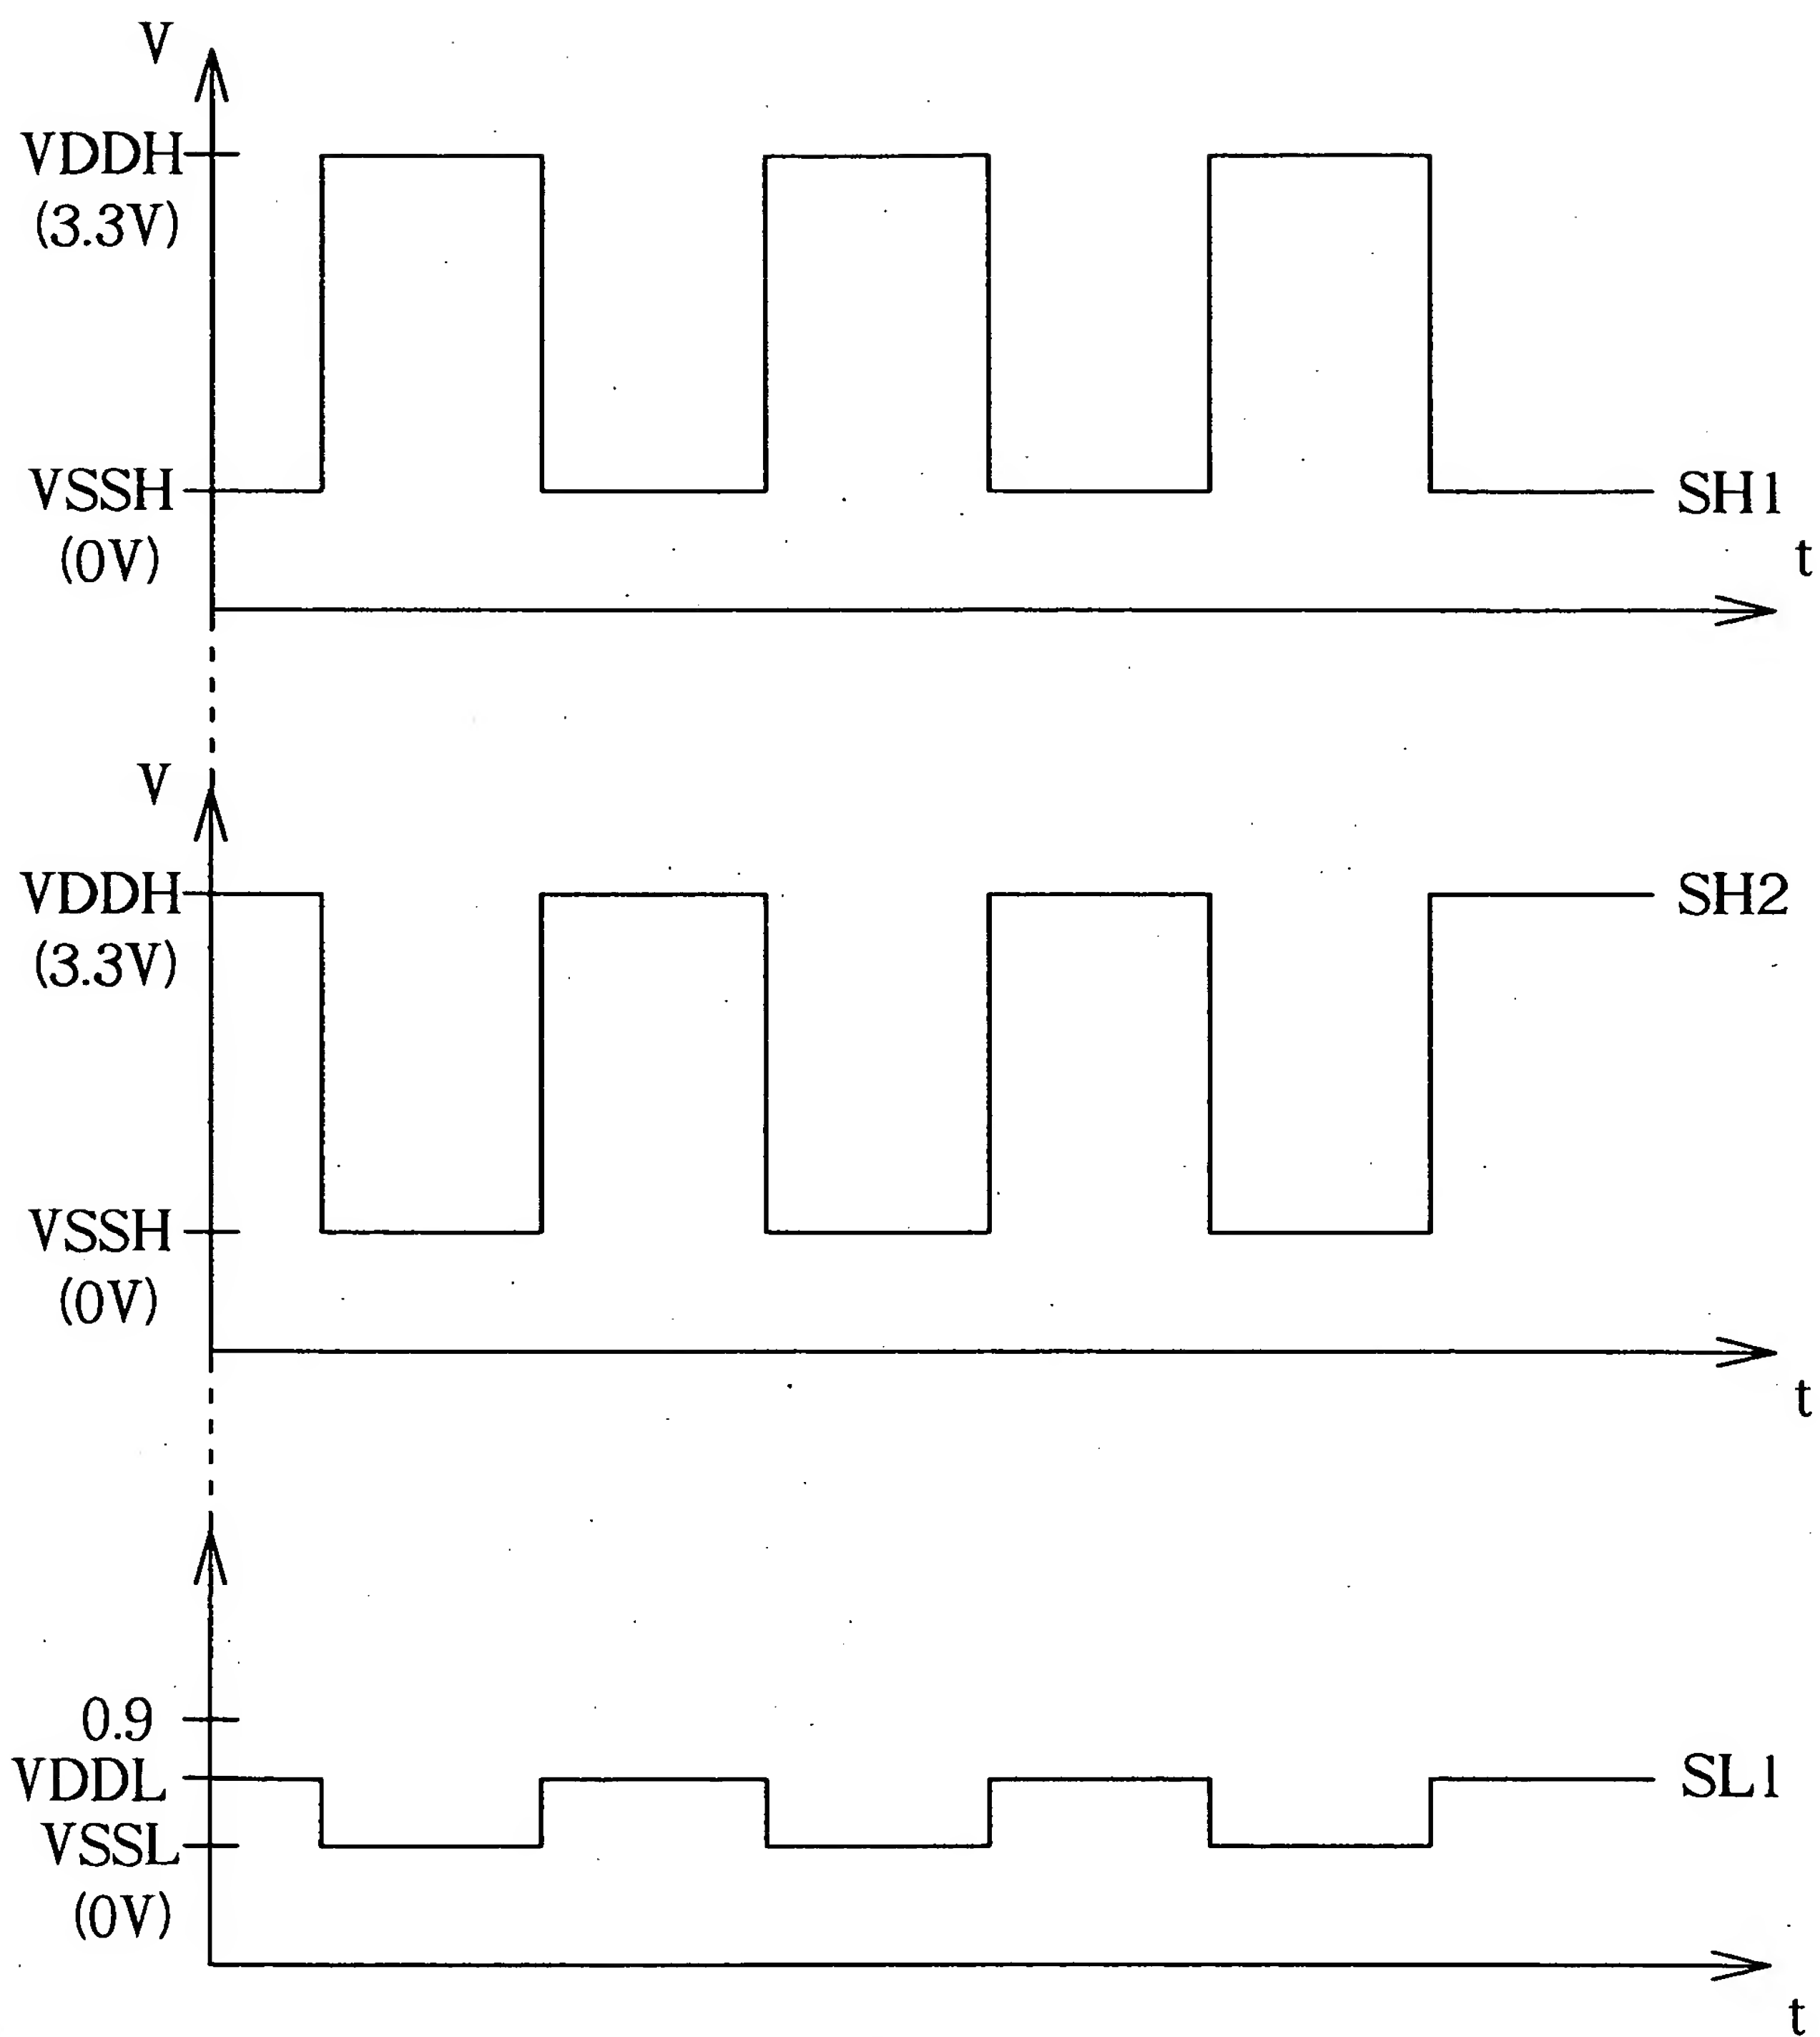 V
VDDH
(3.3V)
VSSH
SH1
(0V)
t
V
VDDH
SH2
(3.3V)
VSSH
(0V)
t
0.9
VDDL
SL1
VSSL
(0V)
t